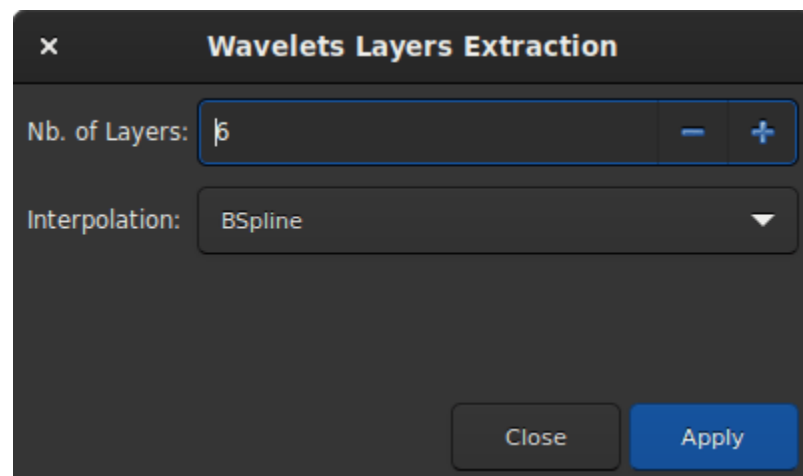 Wavelets Layers Extraction
Nb. of Layers: 6
Interpolation: BSpline
Close Apply